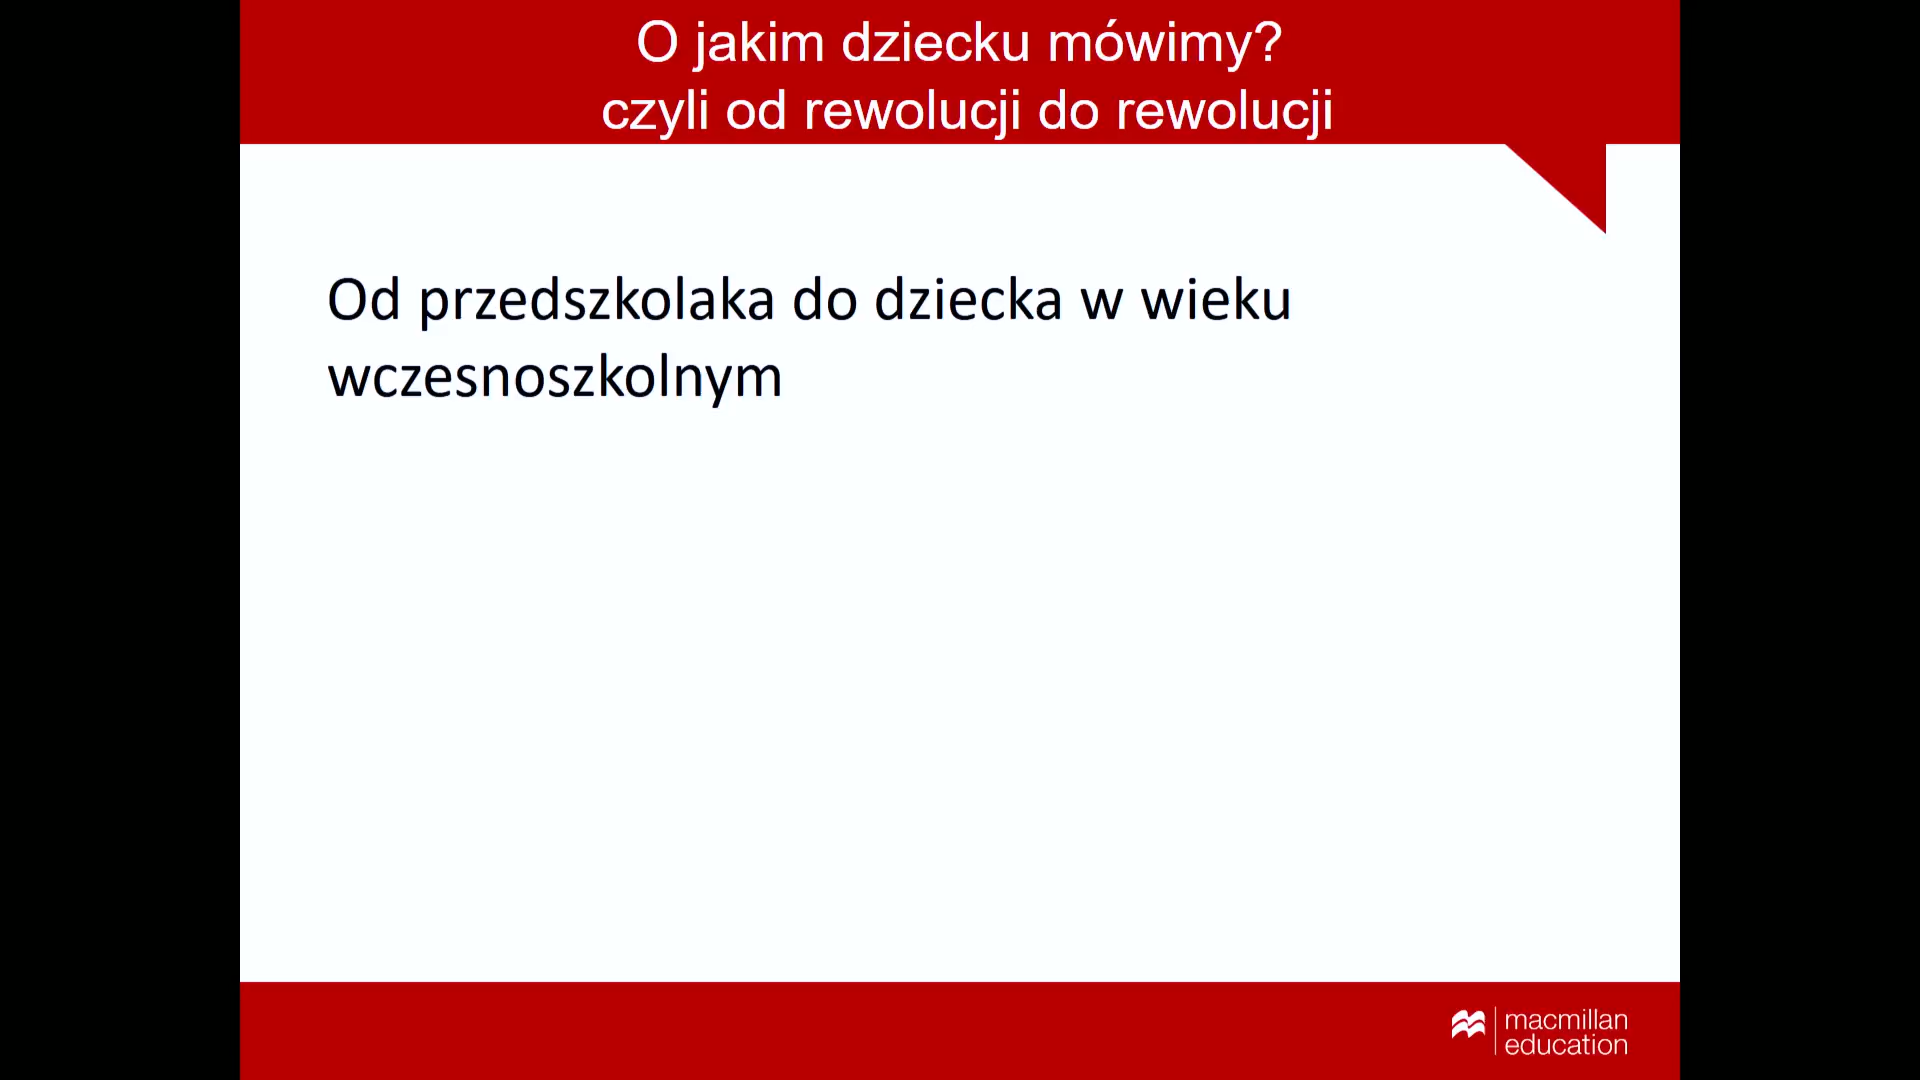 O jakim dziecku mówimy?
czyli od rewolucji do rewolucji
Od przedszkolaka do dziecka w wieku
wczesnoszkolnym
macmillan
education